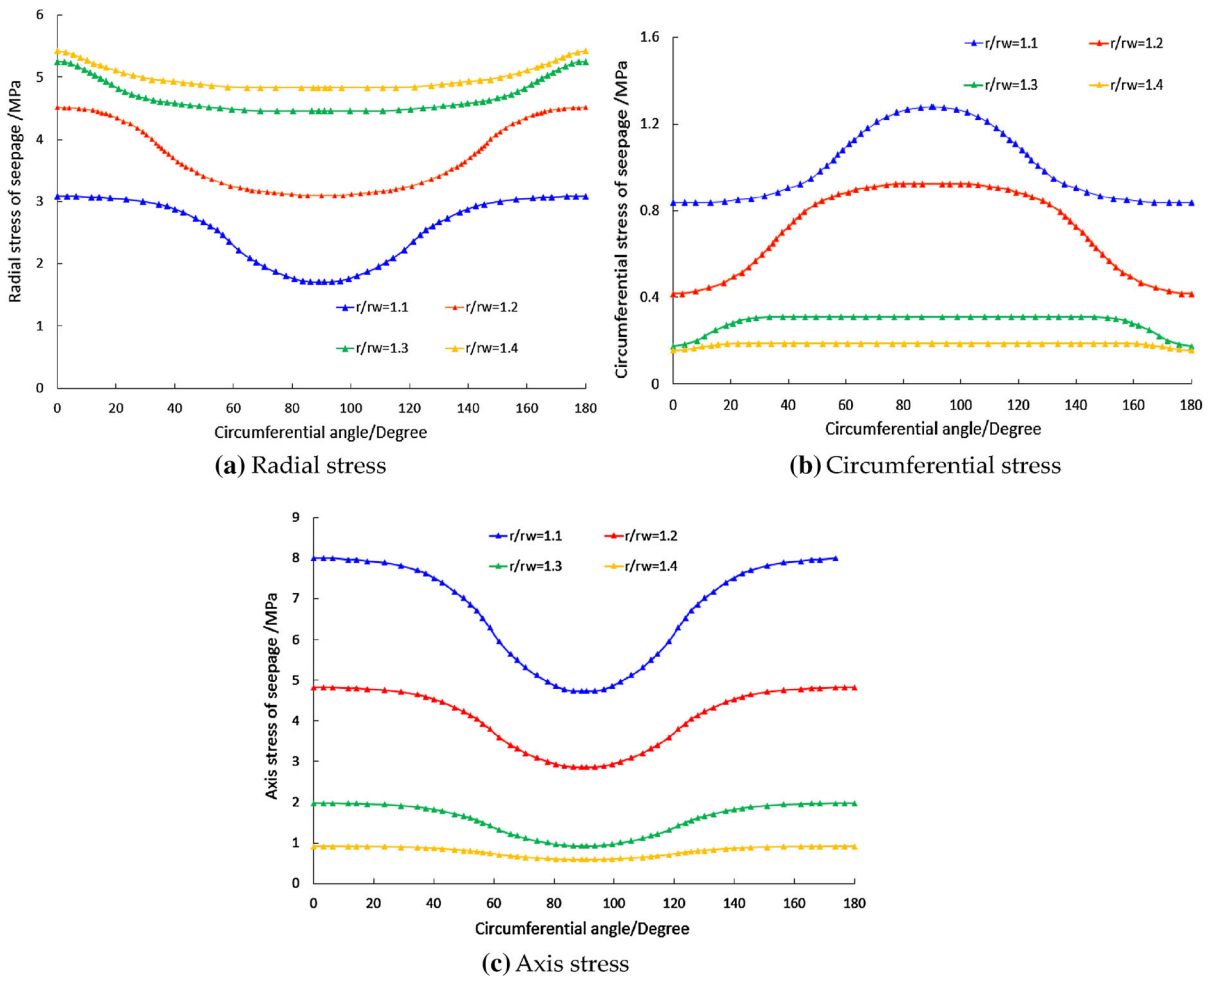 6
5
4
3
2
1
0
Radial stress of seepage /MPa
r/rw=1.1 r/rw=1.2
r/rw=1.3 r/rw=1.4
0 20 40 60 80 100 120 140 160 180
Circumferential angle/Degree
(a) Radial stress
1.6
1.2
0.8
0.4
0
Circumferential stress of seepage /MPa
r/rw=1.1 r/rw=1.2
r/rw=1.3 r/rw=1.4
0 20 40 60 80 100 120 140 160 180
Circumferential angle/Degree
(b) Circumferential stress
9
8
7
6
5
4
3
2
1
0
Axis stress of seepage /MPa
r/rw=1.1 r/rw=1.2
r/rw=1.3 r/rw=1.4
0 20 40 60 80 100 120 140 160 180
Circumferential angle/Degree
(c) Axis stress